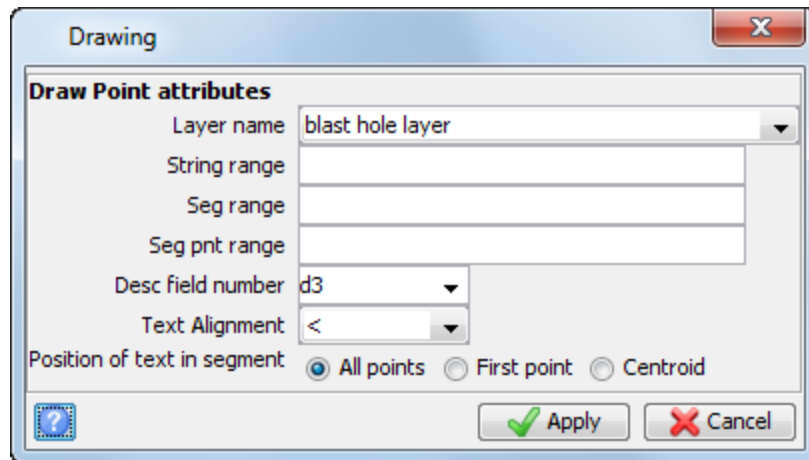 Drawing
Draw Point attributes
Layer name blast hole layer
String range
Seg range
Seg pnt range
Desc field number d3
Text Alignment <
Position of text in segment All points First point Centroid
? Apply Cancel